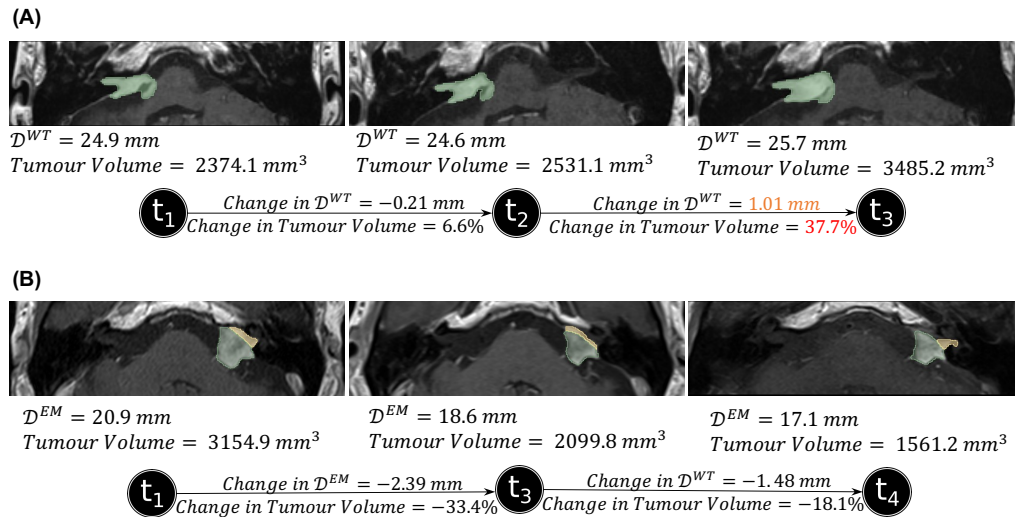 (A)
𝒟^WT = 24.9 mm
Tumour Volume = 2374.1 mm³
𝒟^WT = 24.6 mm
Tumour Volume = 2531.1 mm³
𝒟^WT = 25.7 mm
Tumour Volume = 3485.2 mm³
t₁
Change in 𝒟^WT = −0.21 mm
Change in Tumour Volume = 6.6%
t₂
Change in 𝒟^WT = 1.01 mm
Change in Tumour Volume = 37.7%
t₃
(B)
𝒟^EM = 20.9 mm
Tumour Volume = 3154.9 mm³
𝒟^EM = 18.6 mm
Tumour Volume = 2099.8 mm³
𝒟^EM = 17.1 mm
Tumour Volume = 1561.2 mm³
t₁
Change in 𝒟^EM = −2.39 mm
Change in Tumour Volume = −33.4%
t₃
Change in 𝒟^WT = −1.48 mm
Change in Tumour Volume = −18.1%
t₄